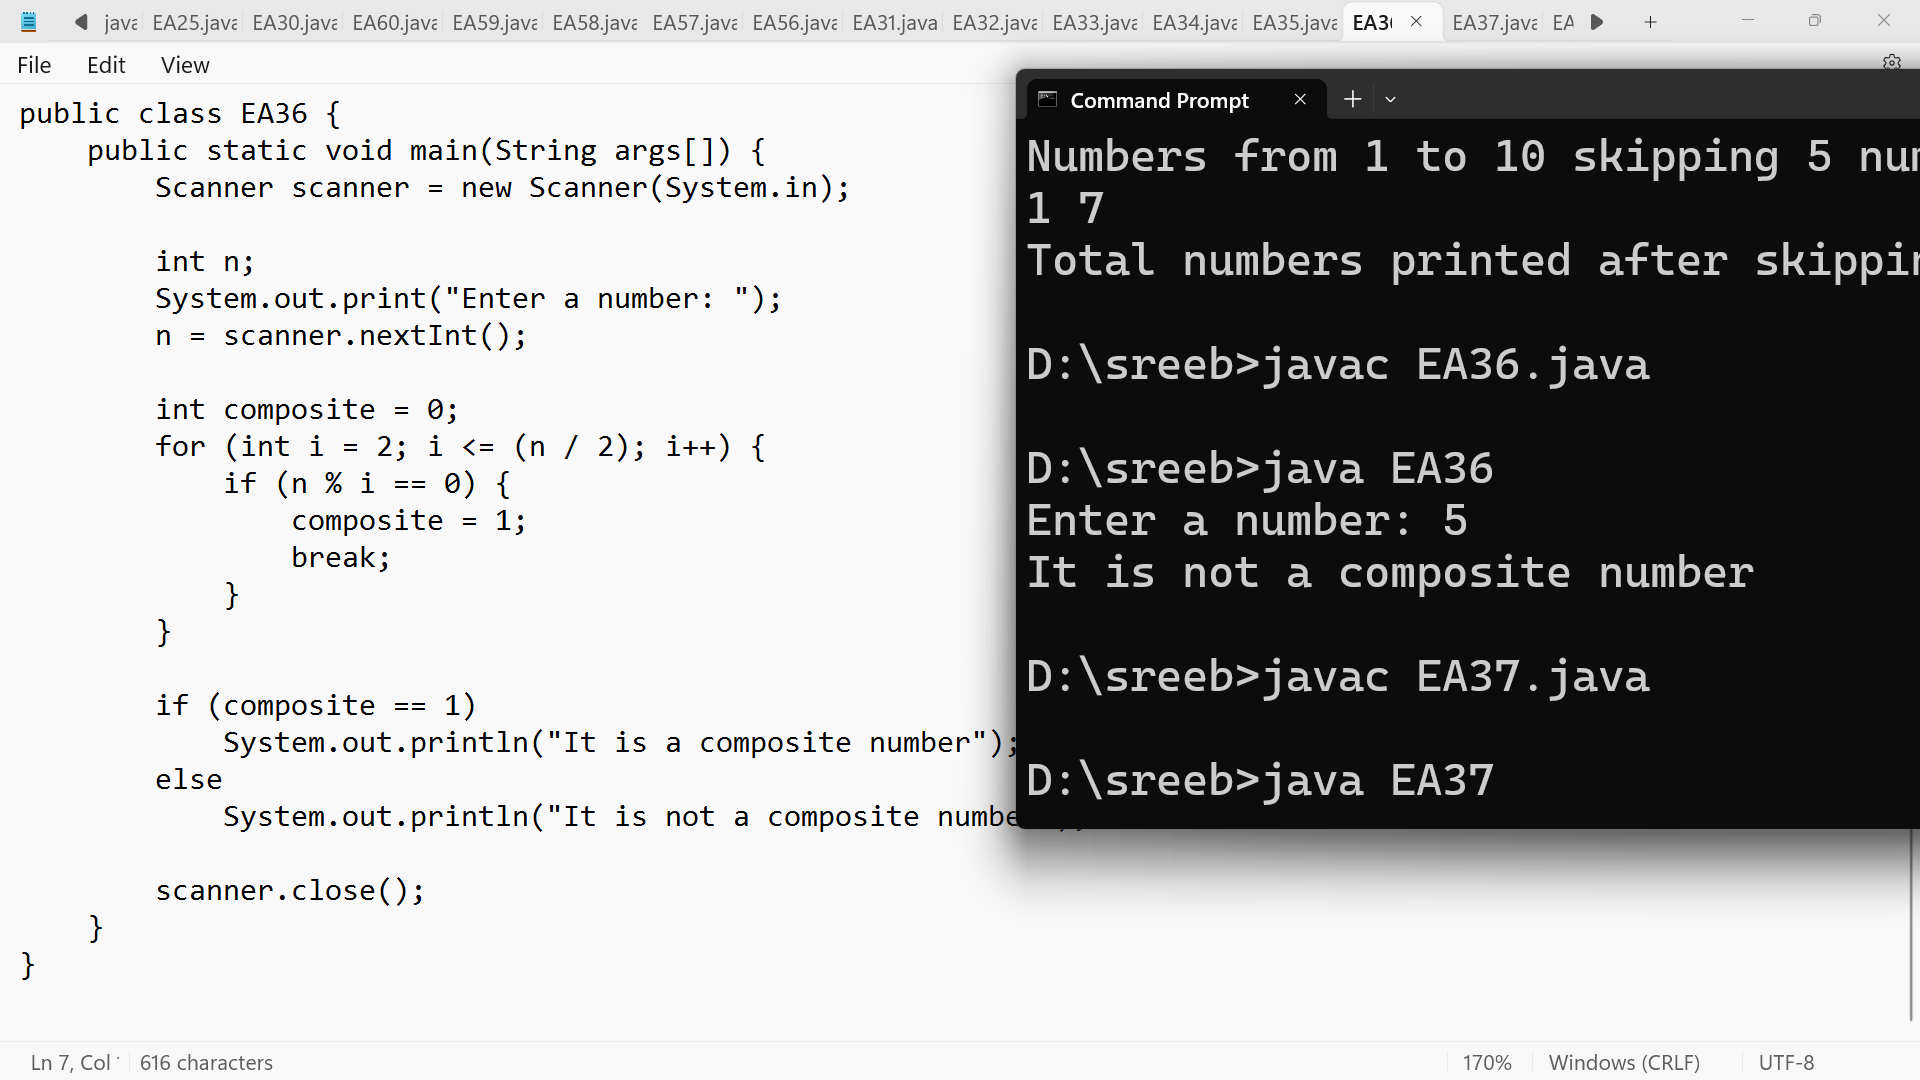 java EA25.java EA30.java EA60.java EA59.java EA58.java EA57.java EA56.java EA31.java EA32.java EA33.java EA34.java EA35.java EA36 EA37.java EA
File Edit View
public class EA36 {
    public static void main(String args[]) {
        Scanner scanner = new Scanner(System.in);
        int n;
        System.out.print("Enter a number: ");
        n = scanner.nextInt();
        int composite = 0;
        for (int i = 2; i <= (n / 2); i++) {
            if (n % i == 0) {
                composite = 1;
                break;
            }
        }
        if (composite == 1)
            System.out.println("It is a composite number");
        else
            System.out.println("It is not a composite numbe
        scanner.close();
    }
}
Command Prompt
Numbers from 1 to 10 skipping 5 num
1 7
Total numbers printed after skippin
D:\sreeb>javac EA36.java
D:\sreeb>java EA36
Enter a number: 5
It is not a composite number
D:\sreeb>javac EA37.java
D:\sreeb>java EA37
Ln 7, Col 616 characters 170% Windows (CRLF) UTF-8